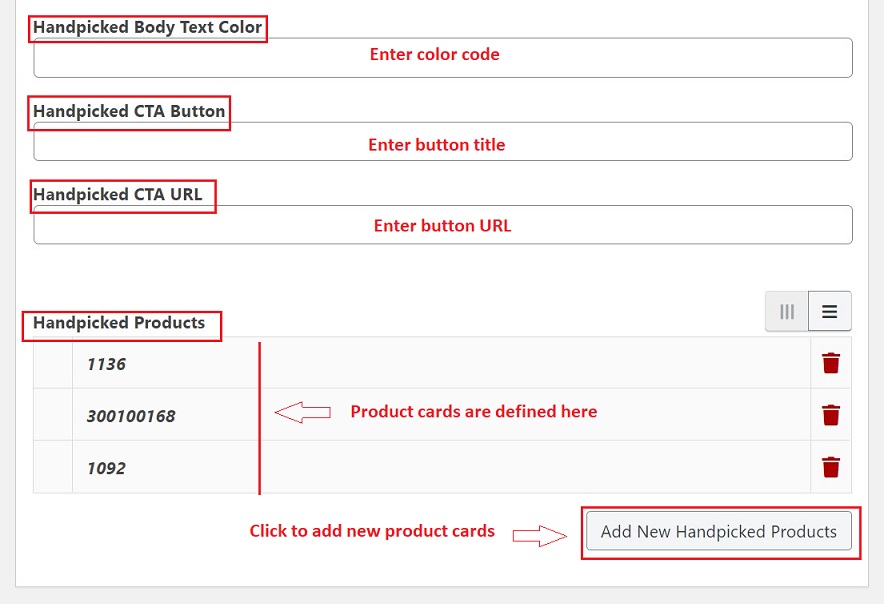 Handpicked Body Text Color
Enter color code
Handpicked CTA Button
Enter button title
Handpicked CTA URL
Enter button URL
Handpicked Products
1136
300100168
Product cards are defined here
1092
Click to add new product cards
Add New Handpicked Products